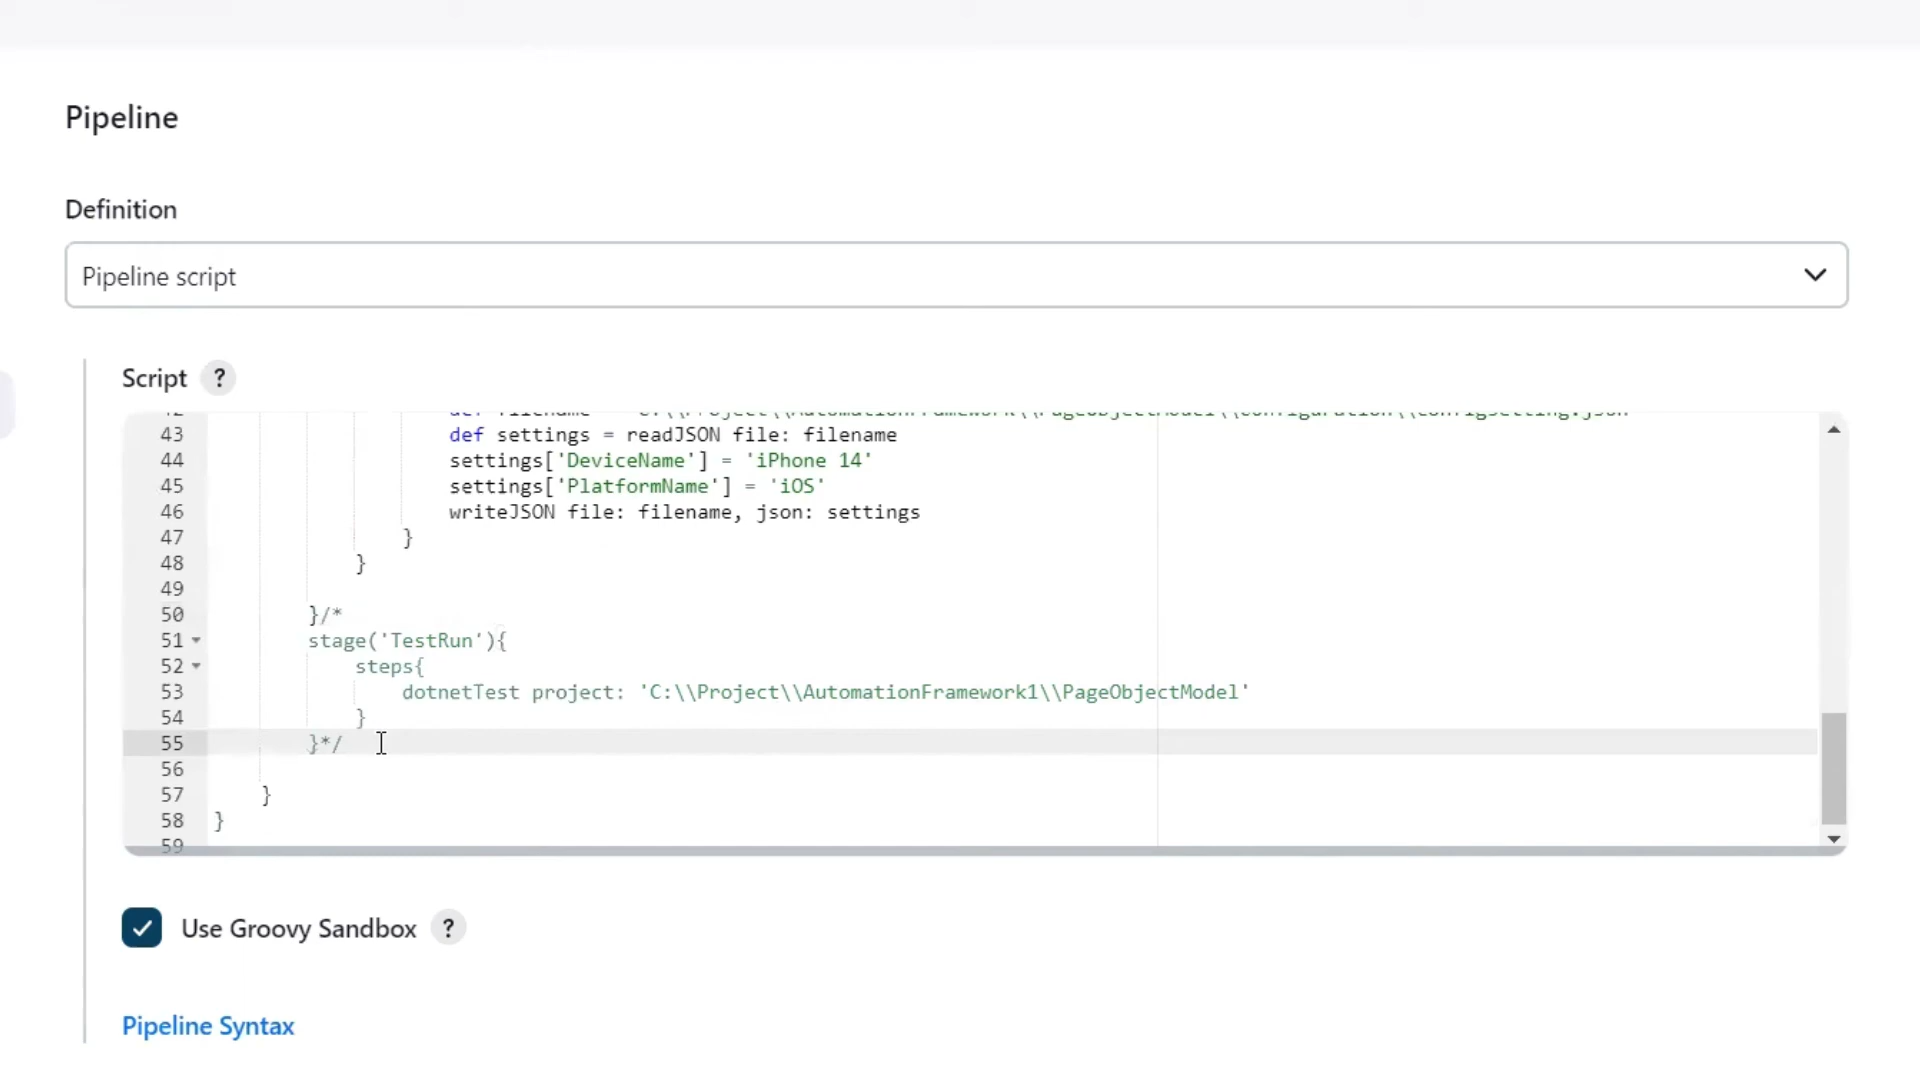 Pipeline
Definition
Pipeline script
Script ?
43 def settings = readJSON file: filename
44 settings['DeviceName'] = 'iPhone 14'
45 settings['PlatformName'] = 'iOS'
46 writeJSON file: filename, json: settings
47 }
48 }
49
50 }/*
51 stage('TestRun'){
52 steps{
53 dotnetTest project: 'C:\\Project\\AutomationFramework1\\PageObjectModel'
54 }
55 }*/
56
57 }
58 }
59
Use Groovy Sandbox ?
Pipeline Syntax